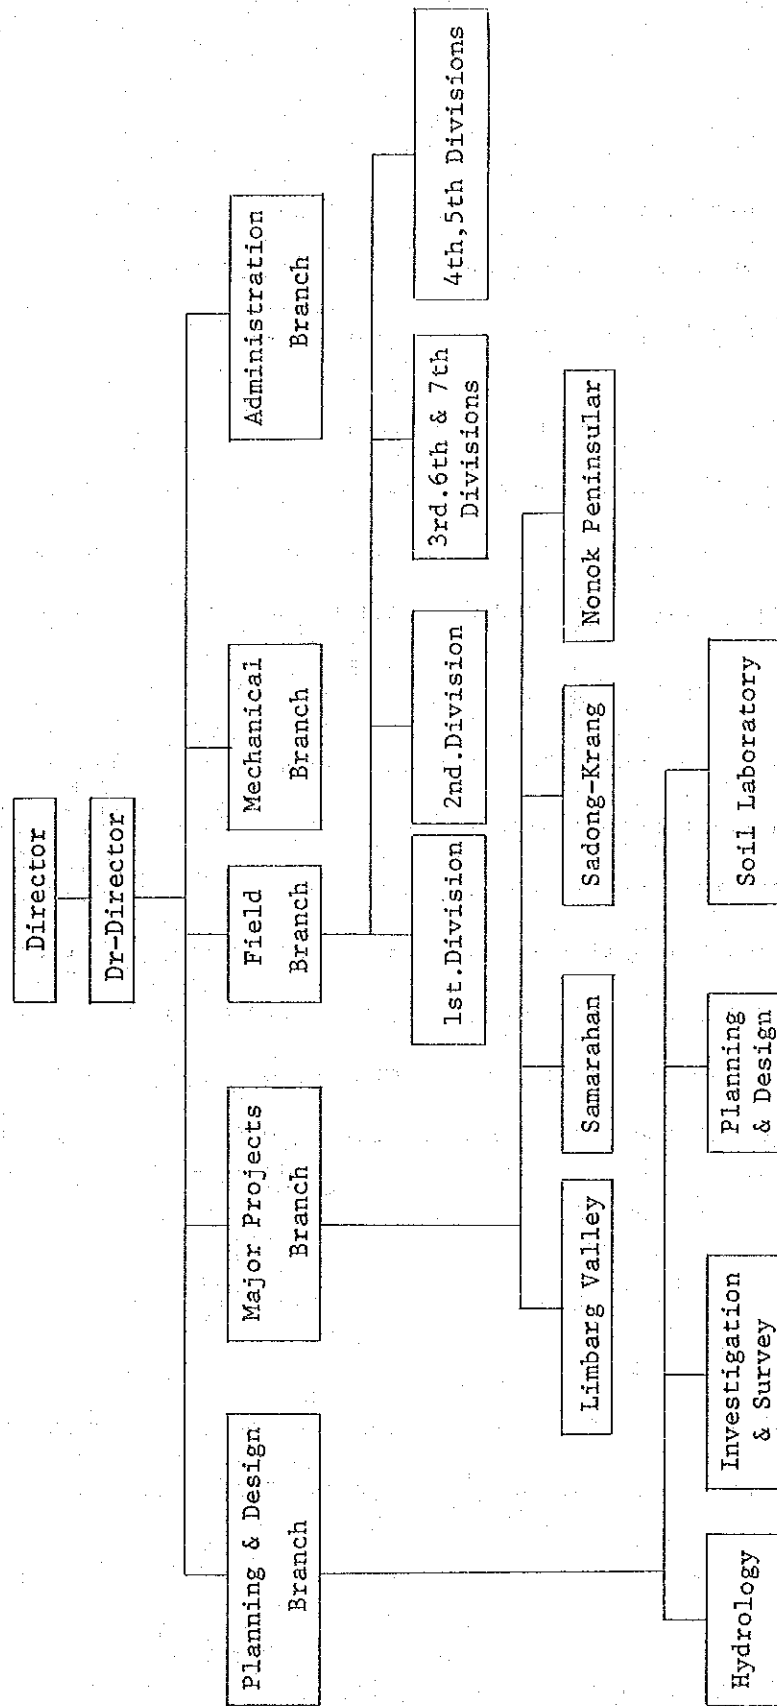 Director
Dr-Director
Planning & Design
Branch
Major Projects
Branch
Field
Branch
Mechanical
Branch
Administration
Branch
1st.Division
2nd.Division
3rd.6th & 7th
Divisions
4th,5th Divisions
Limbarg Valley
Samarahan
Sadong-Krang
Nonok Peninsular
Hydrology
Investigation
& Survey
Planning
& Design
Soil Laboratory